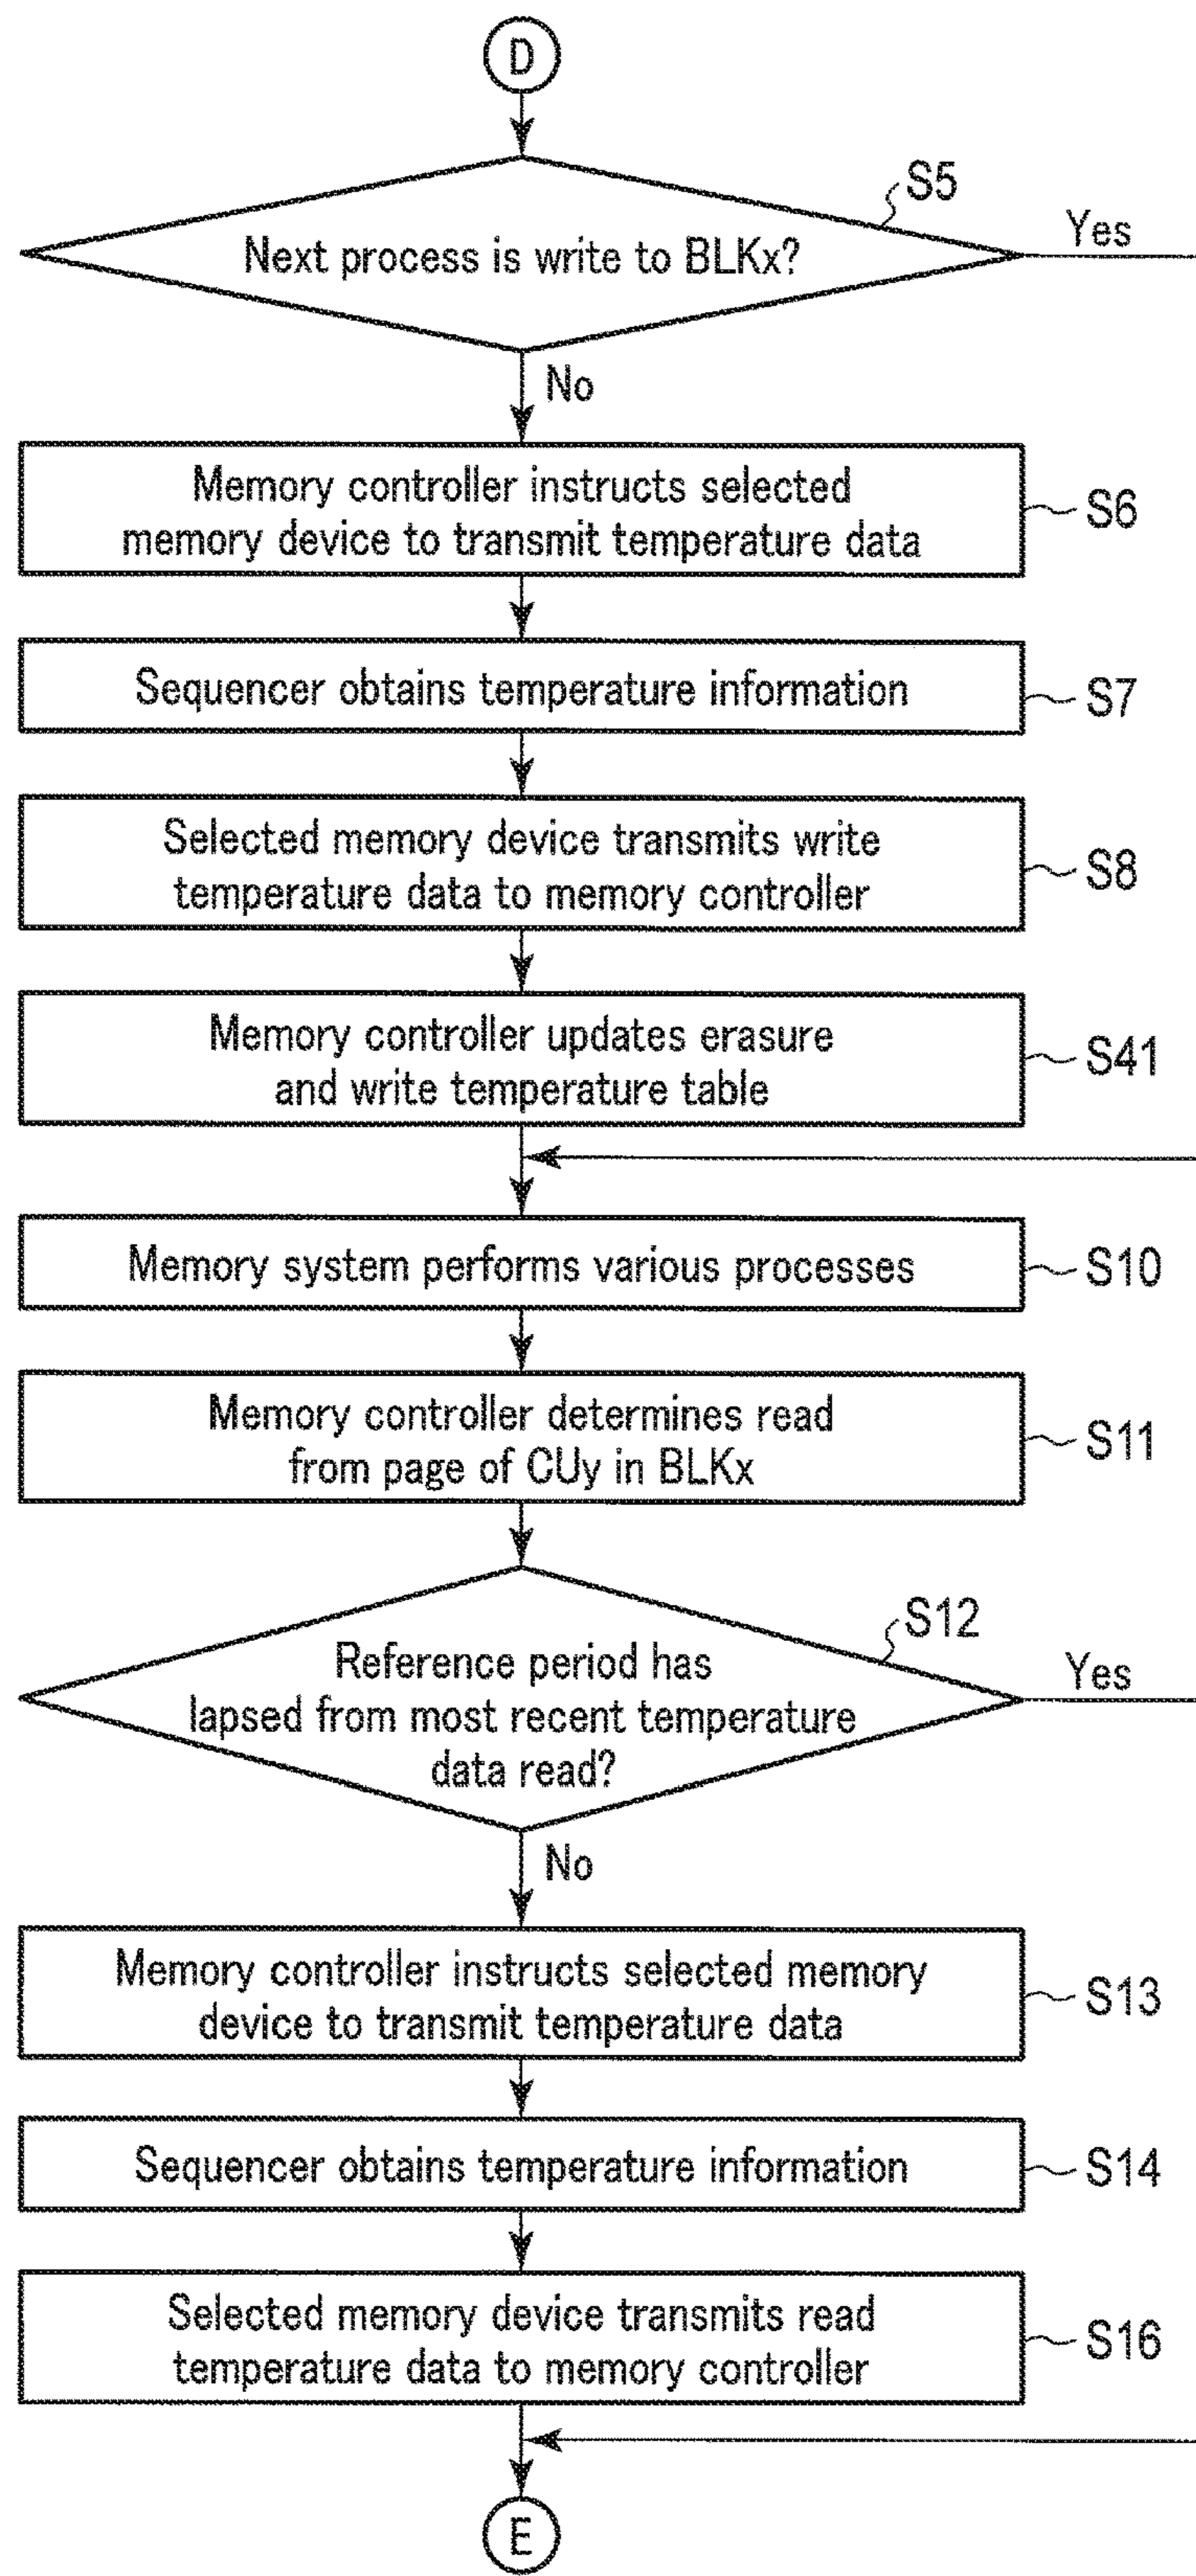 D
S5
Yes
Next process is write to BLKx?
No
Memory controller instructs selected
memory device to transmit temperature data
S6
Sequencer obtains temperature information
S7
Selected memory device transmits write
temperature data to memory controller
S8
Memory controller updates erasure
and write temperature table
S41
Memory system performs various processes
S10
Memory controller determines read
from page of CUy in BLKx
S11
S12
Yes
Reference period has
lapsed from most recent temperature
data read?
No
Memory controller instructs selected memory
device to transmit temperature data
S13
Sequencer obtains temperature information
S14
Selected memory device transmits read
temperature data to memory controller
S16
E